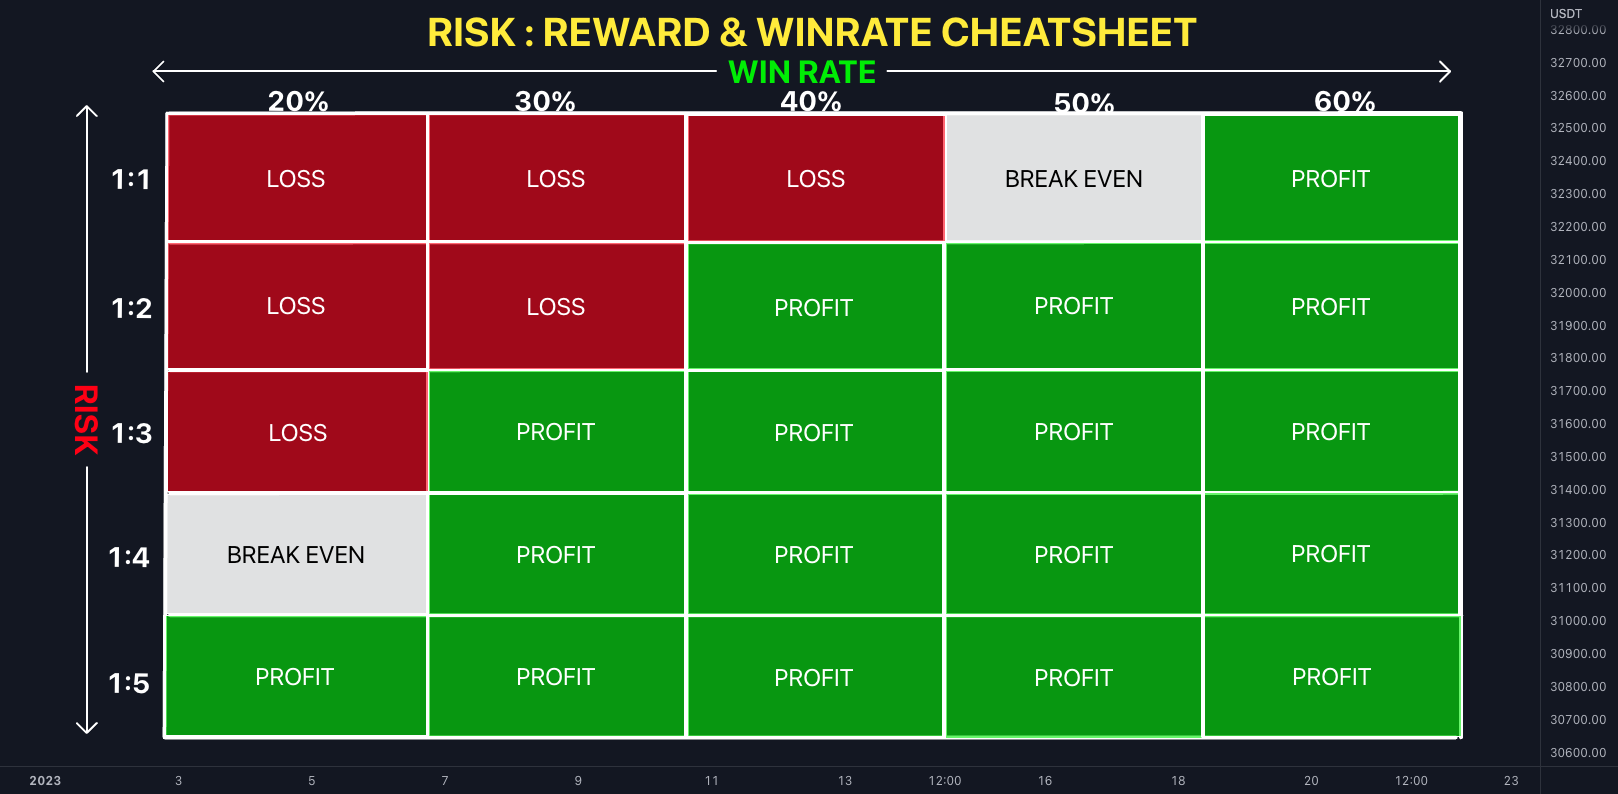 RISK : REWARD & WINRATE CHEATSHEET
WIN RATE
20% 30% 40% 50% 60%
1:1 LOSS LOSS LOSS BREAK EVEN PROFIT
1:2 LOSS LOSS PROFIT PROFIT PROFIT
RISK
1:3 LOSS PROFIT PROFIT PROFIT PROFIT
1:4 BREAK EVEN PROFIT PROFIT PROFIT PROFIT
1:5 PROFIT PROFIT PROFIT PROFIT PROFIT
USDT
32800.00
32700.00
32600.00
32500.00
32400.00
32300.00
32200.00
32100.00
32000.00
31900.00
31800.00
31700.00
31600.00
31500.00
31400.00
31300.00
31200.00
31100.00
31000.00
30900.00
30800.00
30700.00
30600.00
2023 3 5 7 9 11 13 12:00 16 18 20 12:00 23